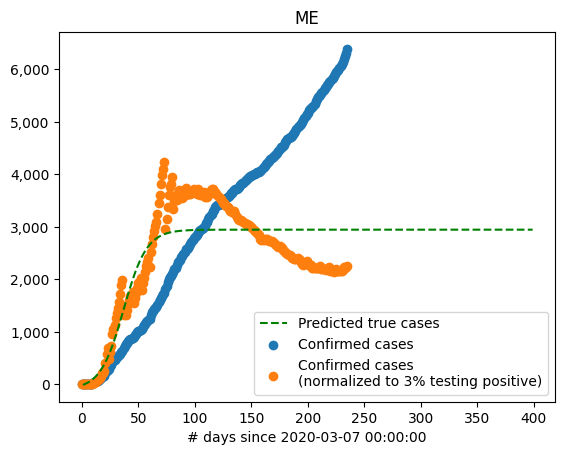 ME
6,000
5,000
4,000
3,000
2,000
1,000
0
0 50 100 150 200 250 300 350 400
# days since 2020-03-07 00:00:00
Predicted true cases
Confirmed cases
Confirmed cases
(normalized to 3% testing positive)